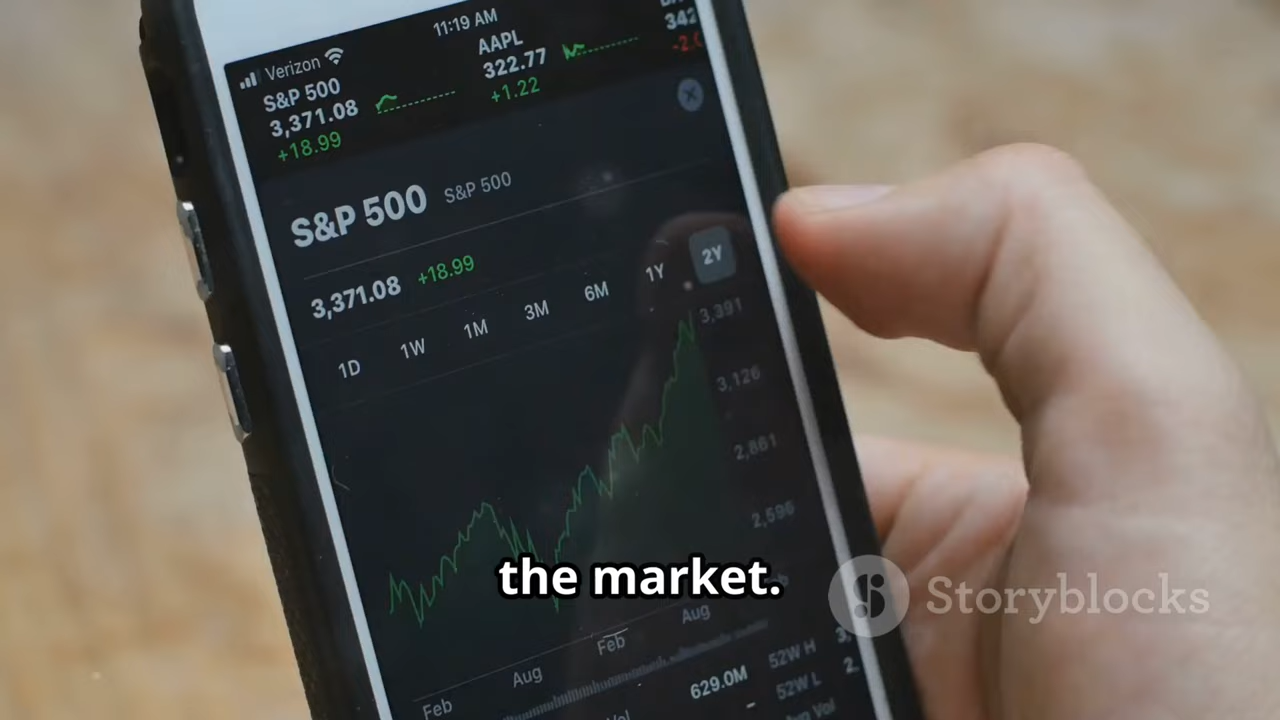 11:19 AM
Verizon
S&P 500
3,371.08
+18.99
AAPL
322.77
+1.22
342
S&P 500 S&P 500
3,371.08 +18.99
1D 1W 1M 3M 6M 1Y 2Y
3,391
3,126
2,861
2,596
the market.
Storyblocks
Feb Aug Feb Aug
629.0M
52W H
52W L
Vol